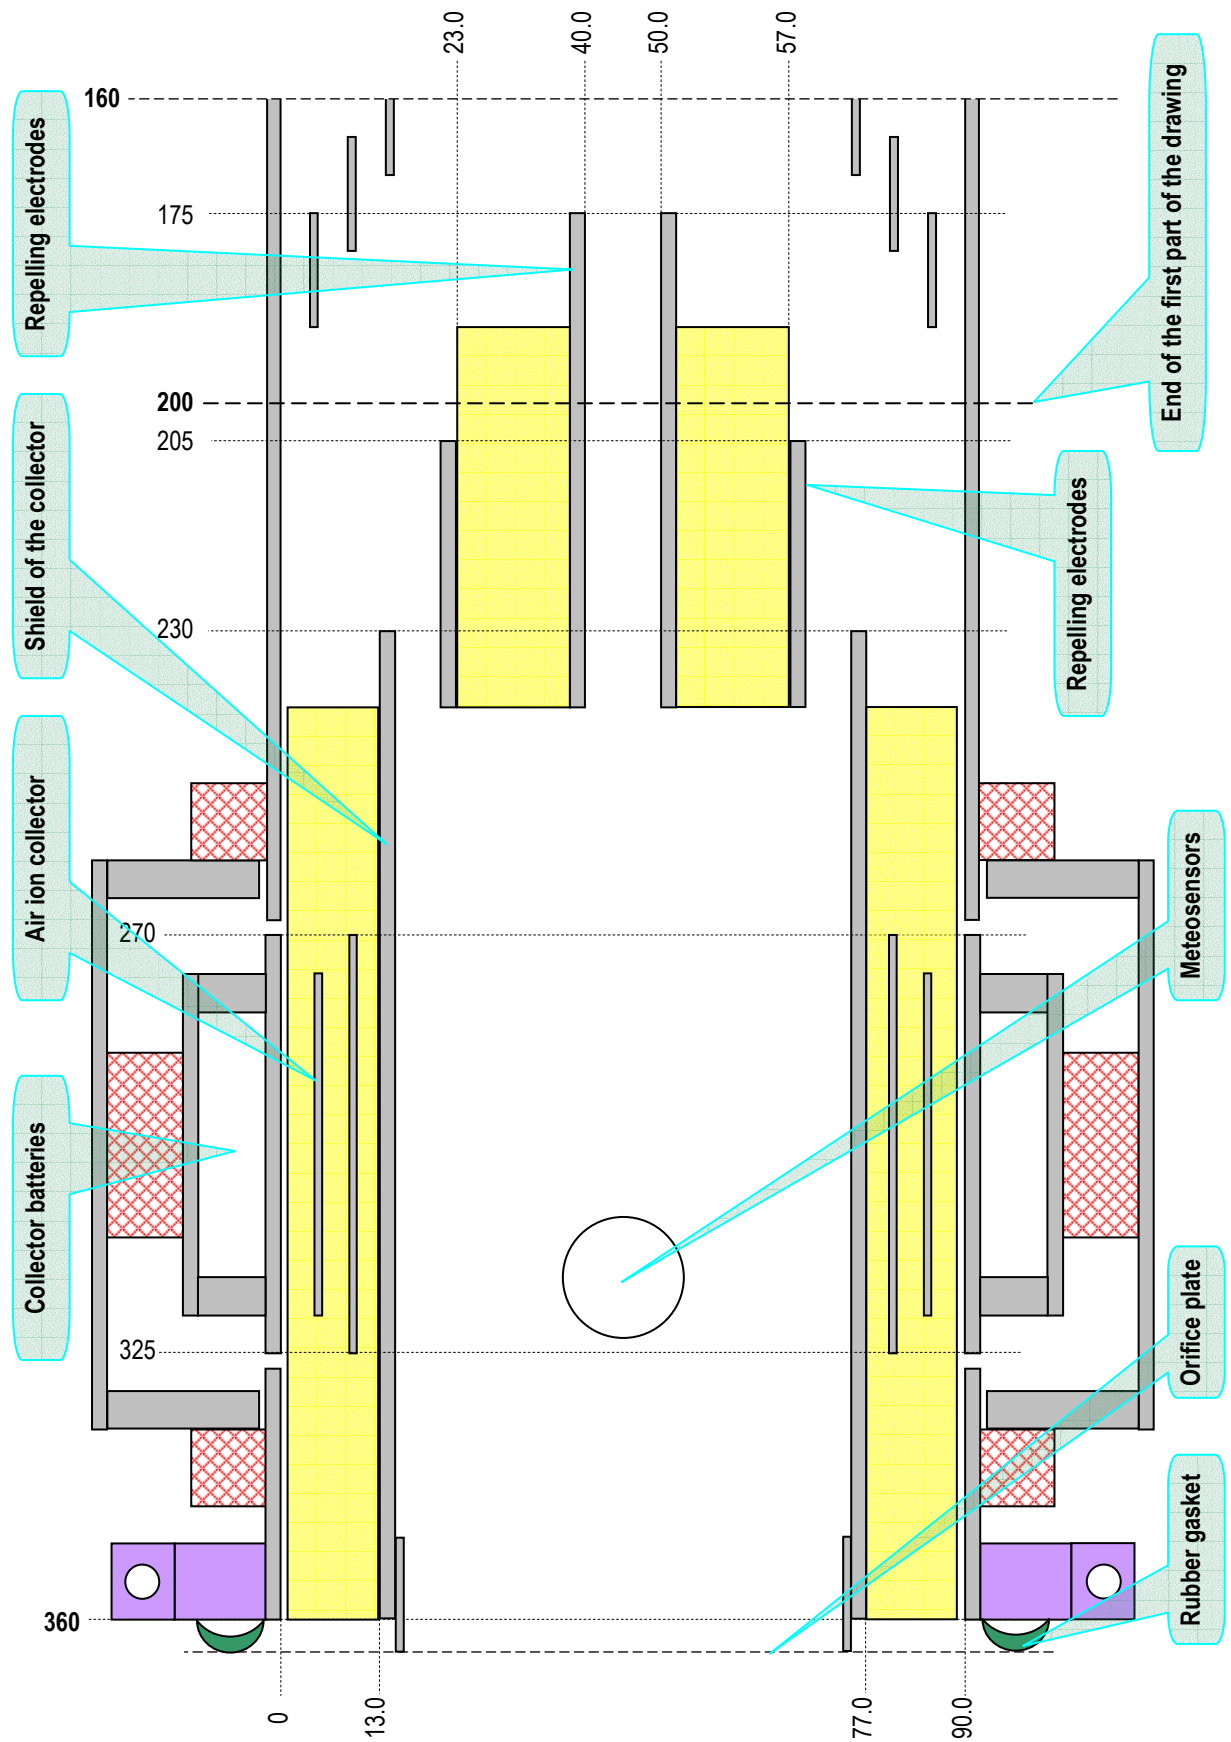 23.0
40.0
50.0
57.0
160
175
200
205
230
270
325
360
0
13.0
77.0
90.0
Repelling electrodes
Shield of the collector
Air ion collector
Collector batteries
End of the first part of the drawing
Repelling electrodes
Meteosensors
Orifice plate
Rubber gasket